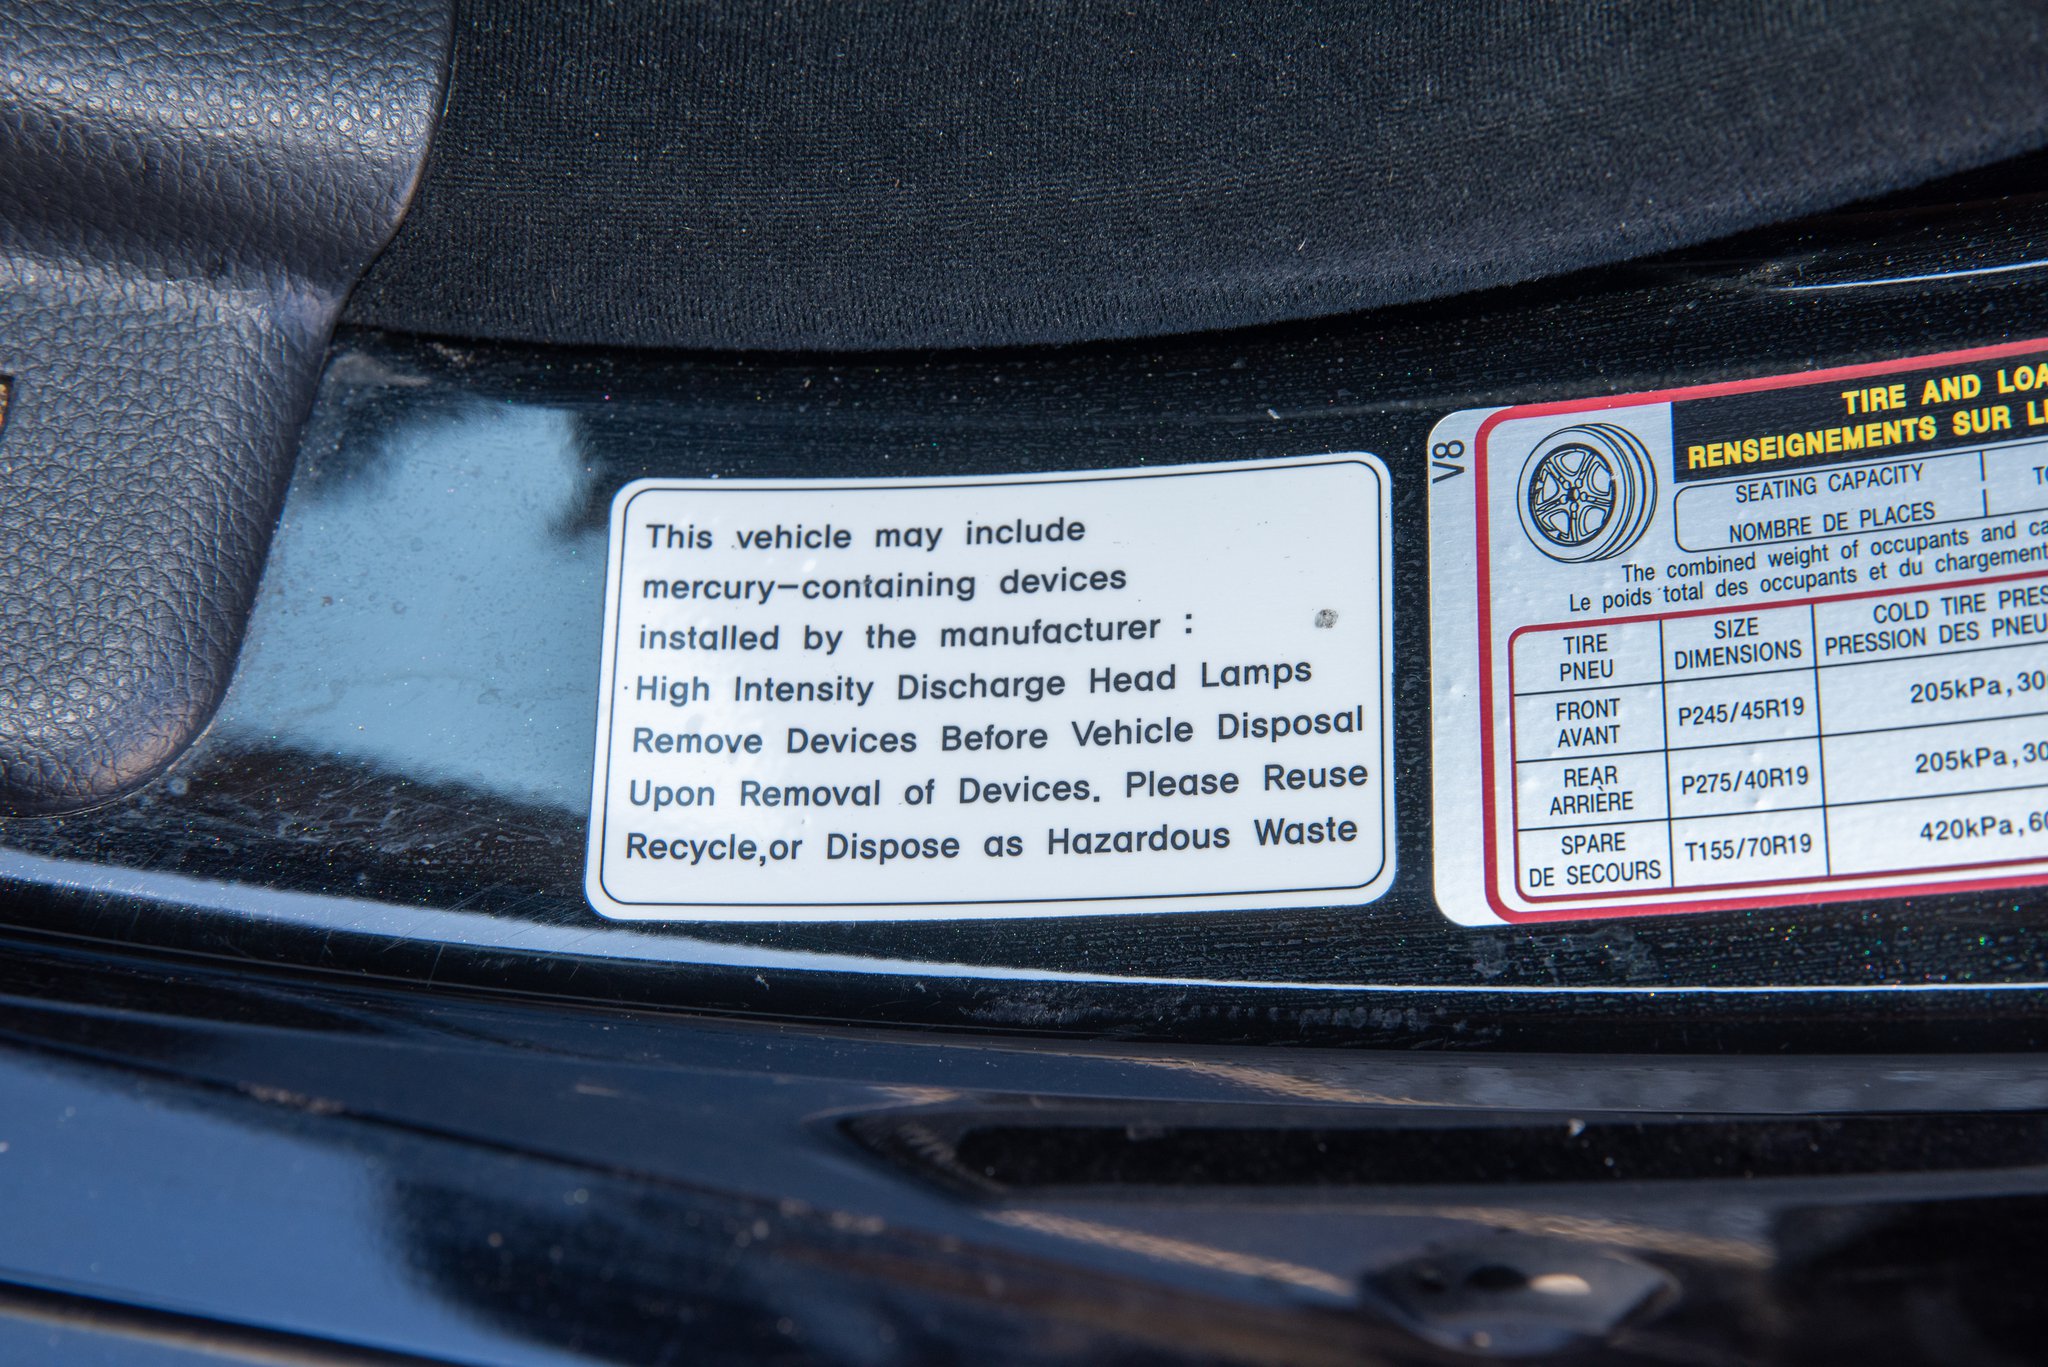 This vehicle may include
mercury-containing devices
installed by the manufacturer :
High Intensity Discharge Head Lamps
Remove Devices Before Vehicle Disposal
Upon Removal of Devices. Please Reuse
Recycle,or Dispose as Hazardous Waste
V8
TIRE AND
RENSEIGNEMENTS SUR
SEATING CAPACITY
NOMBRE DE PLACES
The combined weight of occupants and
Le poids total des occupants et du chargement
TIRE
PNEU
SIZE
DIMENSIONS
COLD TIRE
PRESSION DES
FRONT
AVANT
P245/45R19
205kPa,
REAR
ARRIÈRE
P275/40R19
205kPa,
SPARE
DE SECOURS
T155/70R19
420kPa,